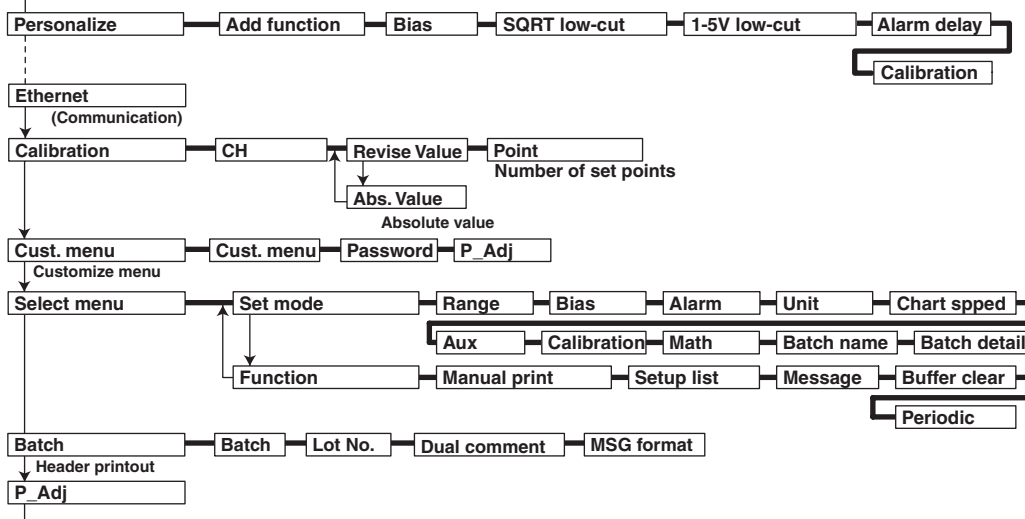 Personalize Add function Bias SQRT low-cut 1-5V low-cut Alarm delay
Calibration
Ethernet
(Communication)
Calibration CH Revise Value Point
Number of set points
Abs. Value
Absolute value
Cust. menu Cust. menu Password P_Adj
Customize menu
Select menu Set mode Range Bias Alarm Unit Chart spped
Aux Calibration Math Batch name Batch detail
Function Manual print Setup list Message Buffer clear
Periodic
Batch Batch Lot No. Dual comment MSG format
Header printout
P_Adj